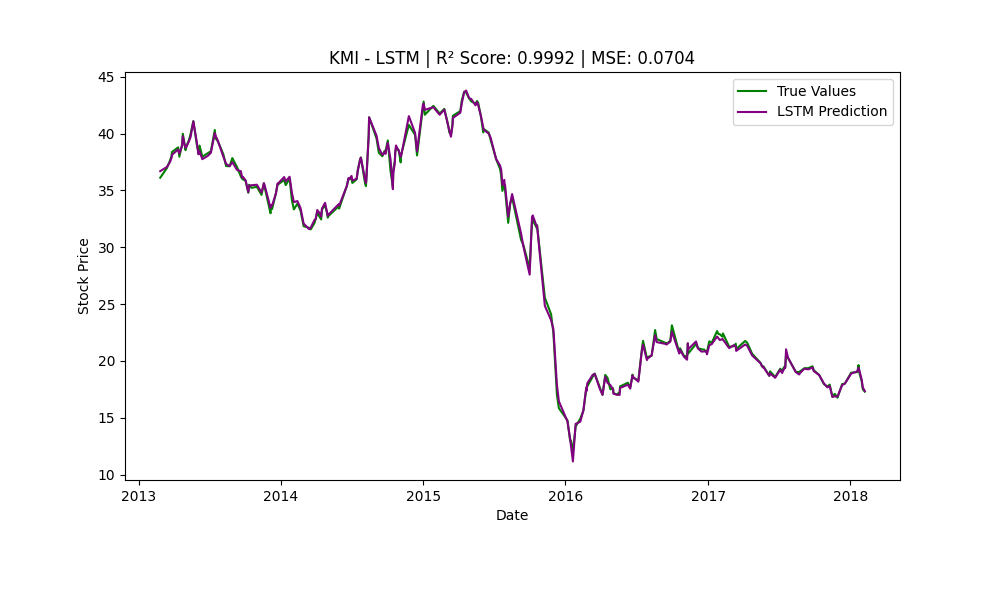 KMI - LSTM | R² Score: 0.9992 | MSE: 0.0704
True Values
LSTM Prediction
Stock Price
45
40
35
30
25
20
15
10
2013 2014 2015 2016 2017 2018
Date